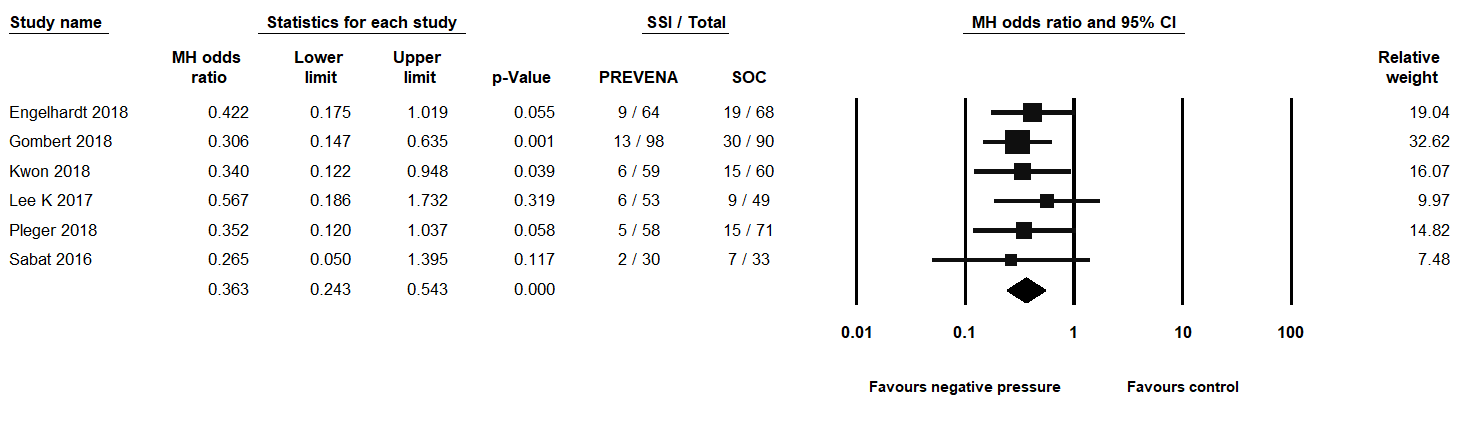 Study name Statistics for each study SSI / Total MH odds ratio and 95% CI
MH odds ratio Lower limit Upper limit p-Value PREVENA SOC Relative weight
Engelhardt 2018 0.422 0.175 1.019 0.055 9 / 64 19 / 68 19.04
Gombert 2018 0.306 0.147 0.635 0.001 13 / 98 30 / 90 32.62
Kwon 2018 0.340 0.122 0.948 0.039 6 / 59 15 / 60 16.07
Lee K 2017 0.567 0.186 1.732 0.319 6 / 53 9 / 49 9.97
Pleger 2018 0.352 0.120 1.037 0.058 5 / 58 15 / 71 14.82
Sabat 2016 0.265 0.050 1.395 0.117 2 / 30 7 / 33 7.48
0.363 0.243 0.543 0.000
0.01 0.1 1 10 100
Favours negative pressure Favours control